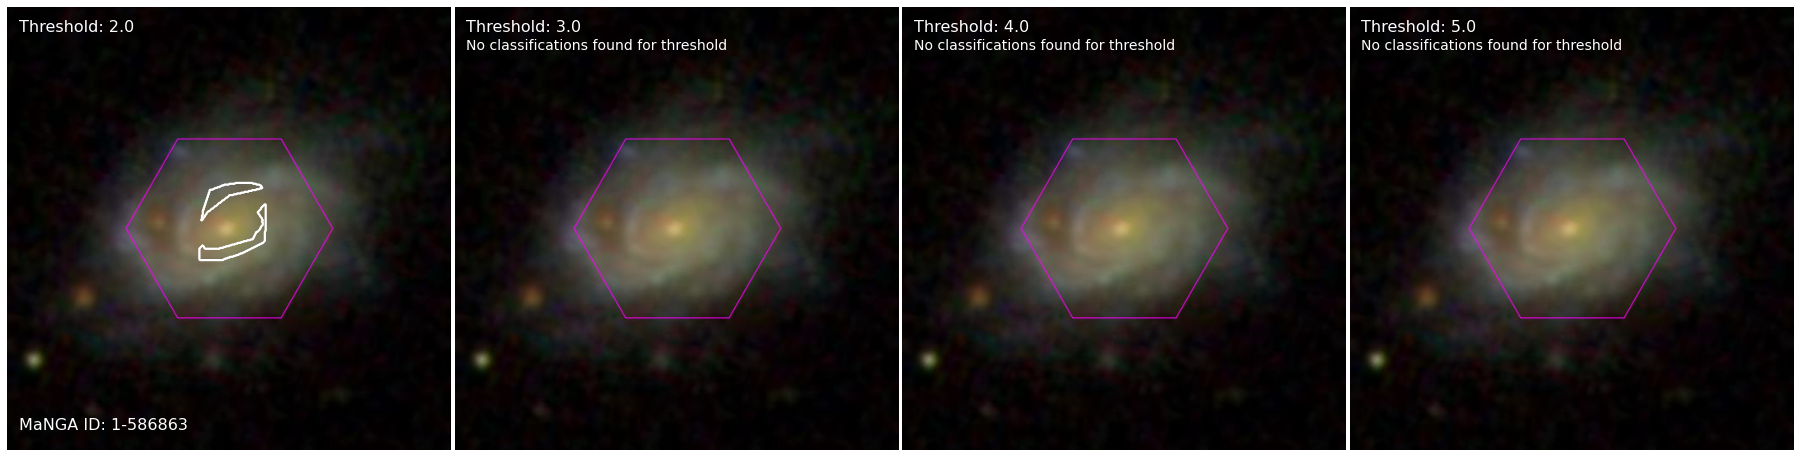 Threshold: 2.0
MaNGA ID: 1-586863
Threshold: 3.0
No classifications found for threshold
Threshold: 4.0
No classifications found for threshold
Threshold: 5.0
No classifications found for threshold